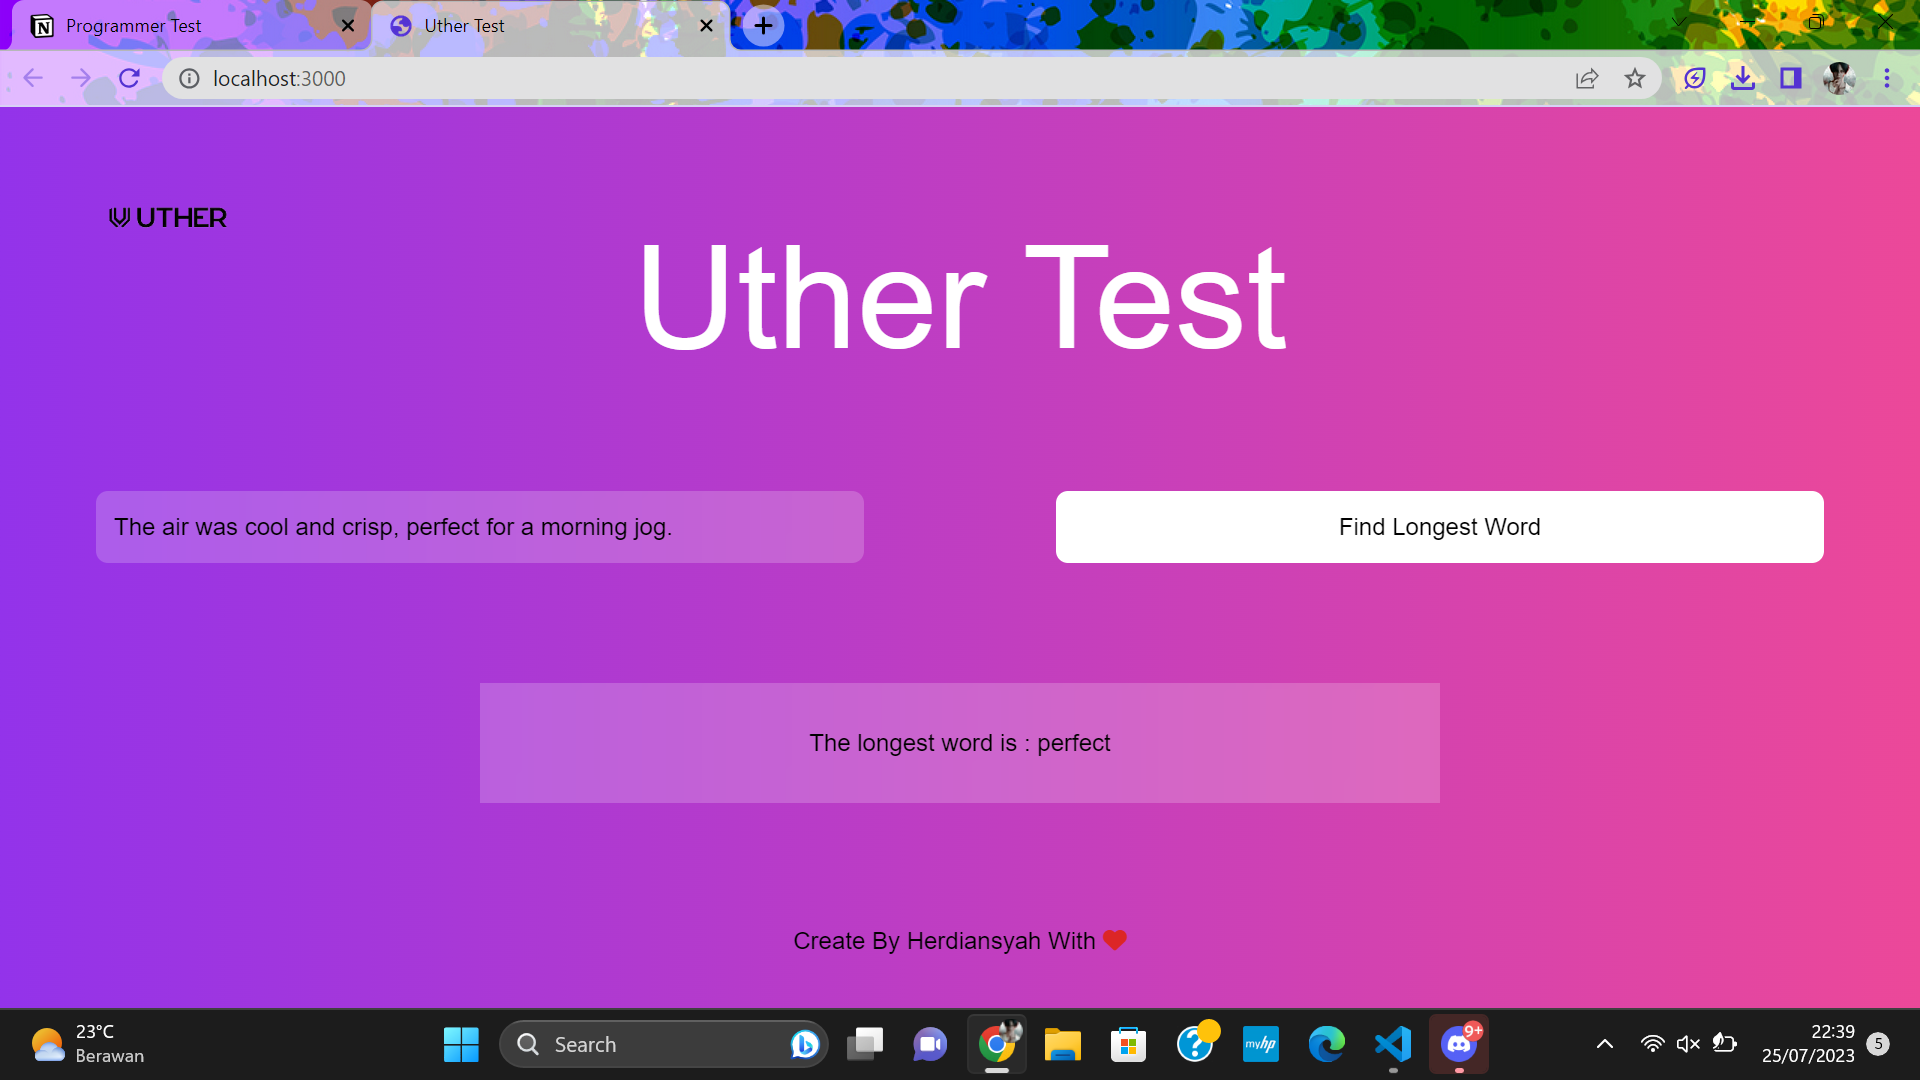 Programmer Test
Uther Test
localhost:3000
UTHER
Uther Test
The air was cool and crisp, perfect for a morning jog.
Find Longest Word
The longest word is : perfect
Create By Herdiansyah With
23°C
Berawan
Search
myhp
9+
22:39
25/07/2023
5